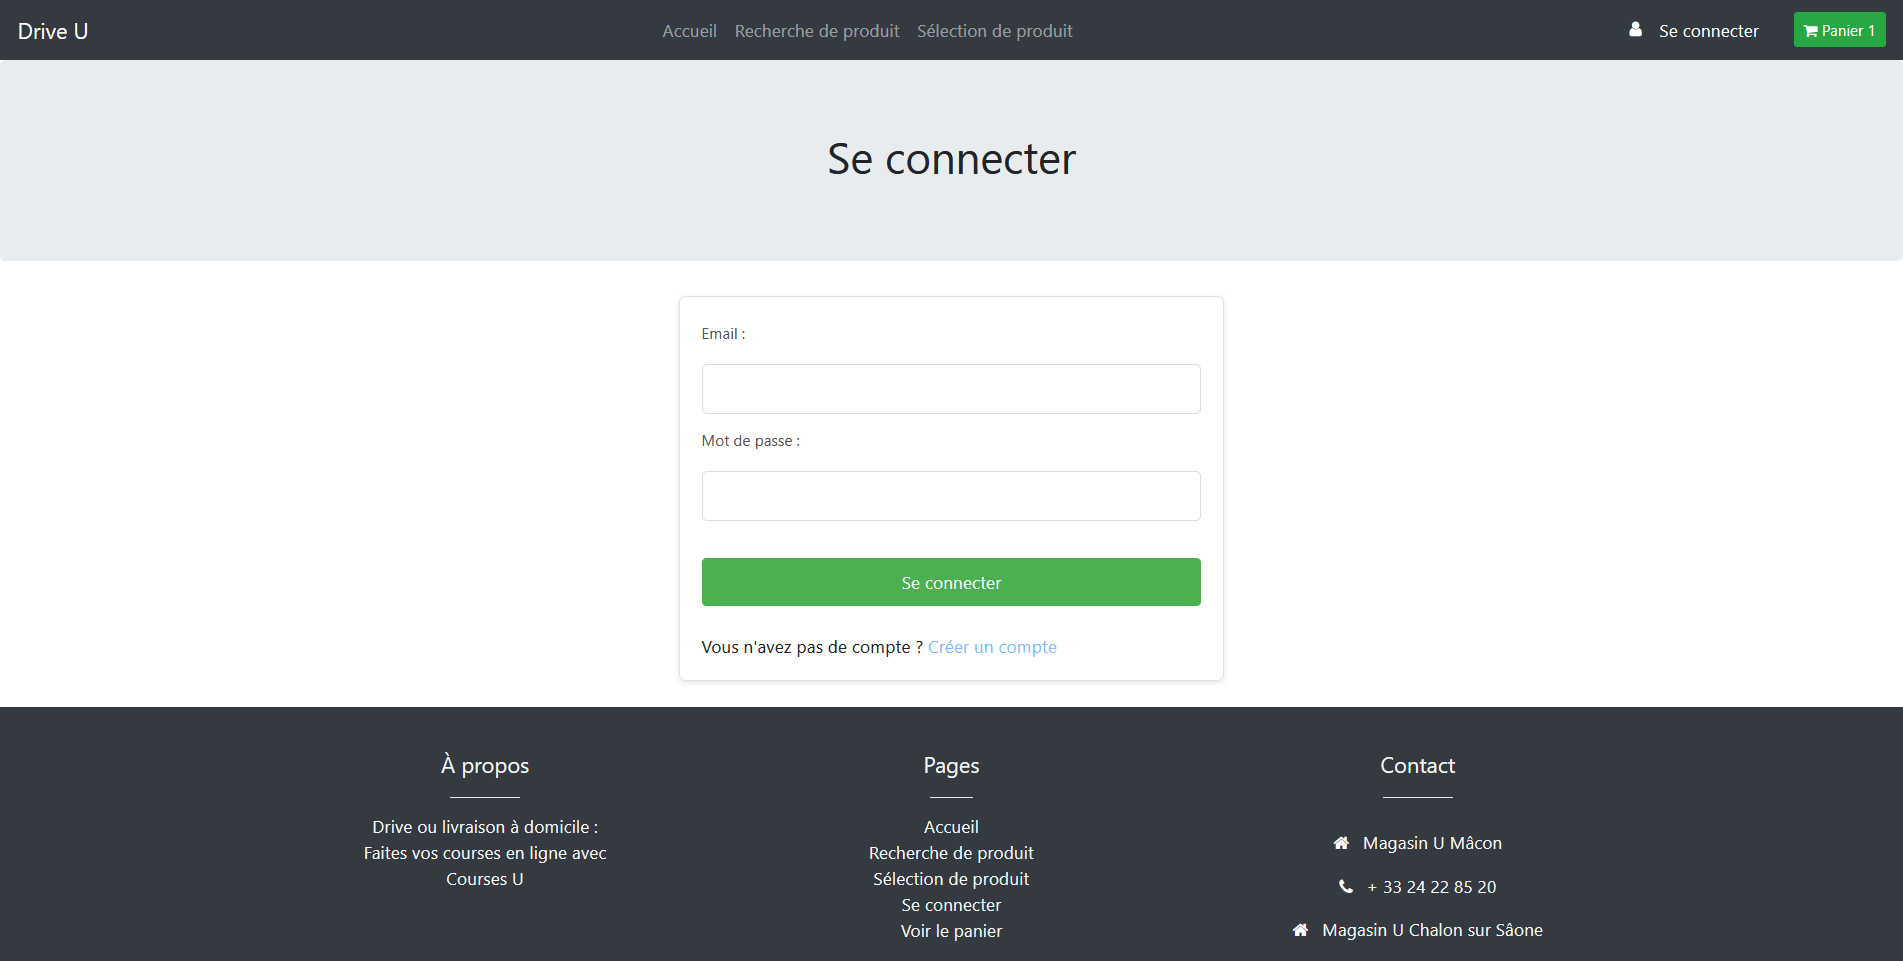 Drive U
Accueil
Recherche de produit
Sélection de produit
Se connecter
Panier 1
Se connecter
Email :
Mot de passe :
Se connecter
Vous n'avez pas de compte ? Créer un compte
À propos
Drive ou livraison à domicile :
Faites vos courses en ligne avec
Courses U
Pages
Accueil
Recherche de produit
Sélection de produit
Se connecter
Voir le panier
Contact
Magasin U Mâcon
+ 33 24 22 85 20
Magasin U Chalon sur Sâone